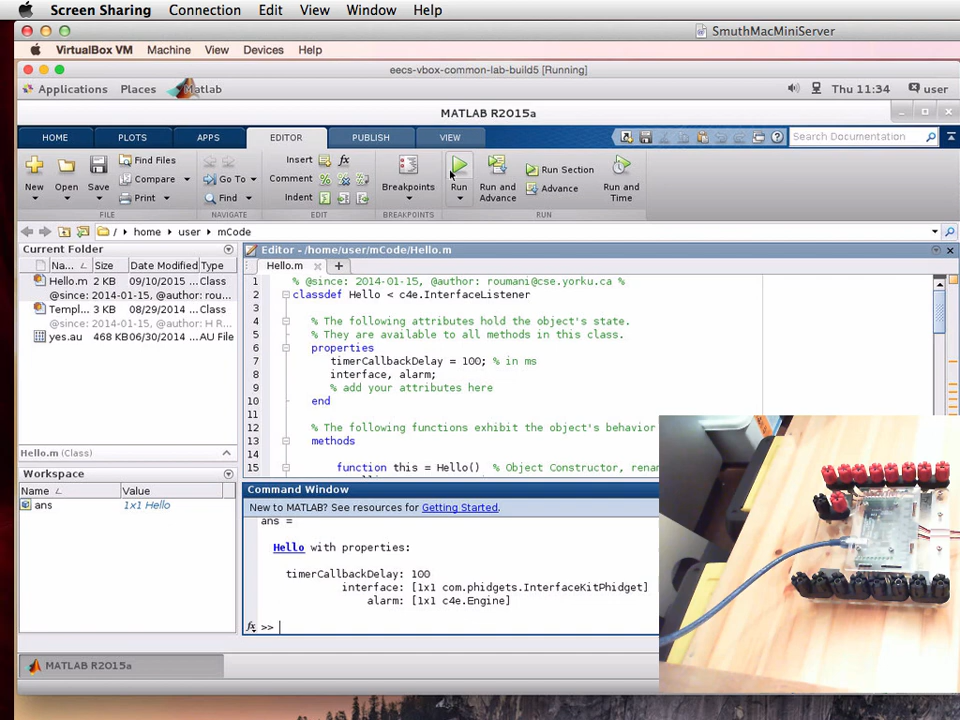 Screen Sharing Connection Edit View Window Help
SmuthMacMiniServer
VirtualBox VM Machine View Devices Help
eecs-vbox-common-lab-build5 [Running]
Applications Places Matlab Thu 11:34 user
MATLAB R2015a
HOME PLOTS APPS EDITOR PUBLISH VIEW Search Documentation
New Open Save Find Files Compare Print
Go To Find
Insert fx Comment Indent
Breakpoints
Run Run and Advance Run Section Advance Run and Time
FILE NAVIGATE EDIT BREAKPOINTS RUN
/ home user mCode
Current Folder
Na... Size Date Modified Type
Hello.m 2 KB 09/10/2015 ...Class
@since: 2014-01-15, @author: rou...
Templ... 3 KB 08/29/2014 ...Class
@since: 2014-01-15, @author: H R...
yes.au 468 KB 06/30/2014 ...AU File
Hello.m (Class)
Workspace
Name Value
ans 1x1 Hello
Editor - /home/user/mCode/Hello.m
Hello.m
1 % @since: 2014-01-15, @author: roumani@cse.yorku.ca %
2 classdef Hello < c4e.InterfaceListener
3
4 % The following attributes hold the object's state.
5 % They are available to all methods in this class.
6 properties
7 timerCallbackDelay = 100; % in ms
8 interface, alarm;
9 % add your attributes here
10 end
11
12 % The following functions exhibit the object's behavior
13 methods
14
15 function this = Hello() % Object Constructor, rena
Command Window
New to MATLAB? See resources for Getting Started.
ans =
Hello with properties:
timerCallbackDelay: 100
interface: [1x1 com.phidgets.InterfaceKitPhidget]
alarm: [1x1 c4e.Engine]
fx >>
MATLAB R2015a